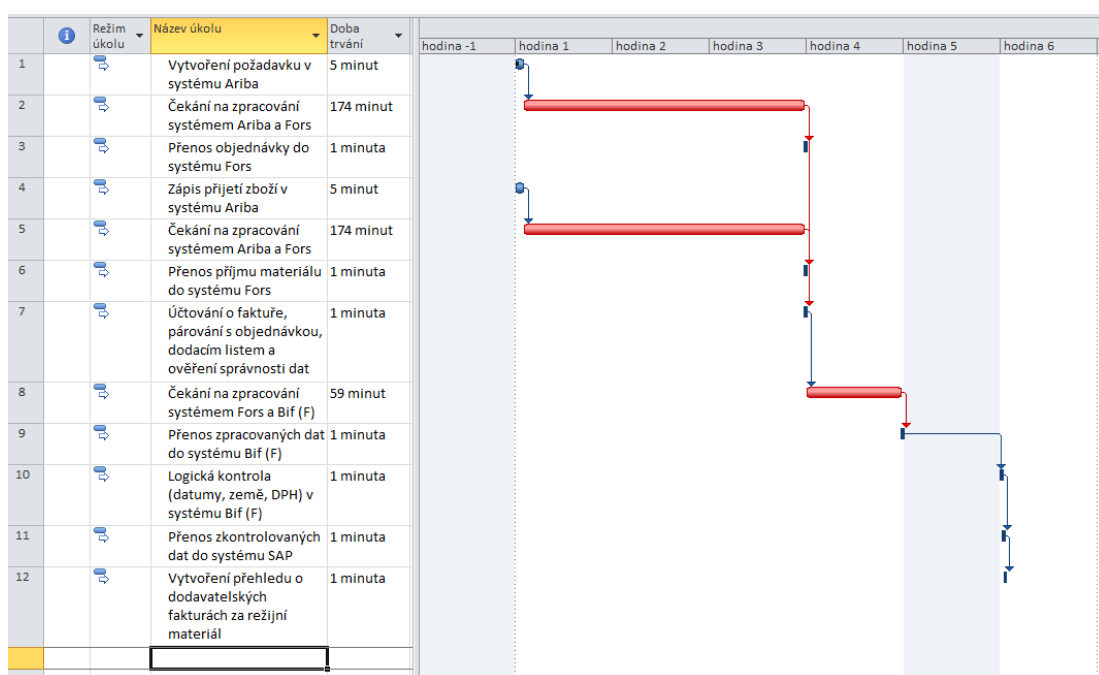 Režim úkolu
Název úkolu
Doba trvání
hodina -1
hodina 1
hodina 2
hodina 3
hodina 4
hodina 5
hodina 6
1
Vytvoření požadavku v
systému Ariba
5 minut
2
Čekání na zpracování
systémem Ariba a Fors
174 minut
3
Přenos objednávky do
systému Fors
1 minuta
4
Zápis přijetí zboží v
systému Ariba
5 minut
5
Čekání na zpracování
systémem Ariba a Fors
174 minut
6
Přenos příjmu materiálu
do systému Fors
1 minuta
7
Účtování o faktuře,
párování s objednávkou,
dodacím listem a
ověření správnosti dat
1 minuta
8
Čekání na zpracování
systémem Fors a Bif (F)
59 minut
9
Přenos zpracovaných dat
do systému Bif (F)
1 minuta
10
Logická kontrola
(datumy, země, DPH) v
systému Bif (F)
1 minuta
11
Přenos zkontrolovaných
dat do systému SAP
1 minuta
12
Vytvoření přehledu o
dodavatelských
fakturách za režijní
materiál
1 minuta